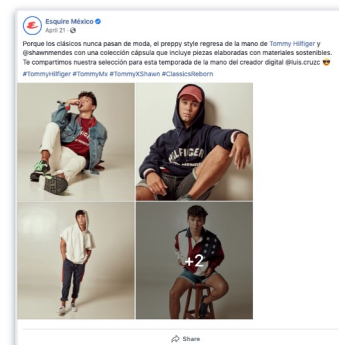 Esquire México
April 21 ·
Porque los clásicos nunca pasan de moda, el preppy style regresa de la mano de Tommy Hilfiger y
@shawnmendes con una colección cápsula que incluye piezas elaboradas con materiales sostenibles.
Te compartimos nuestra selección para esta temporada de la mano del creador digital @luis.cruzc 😎
#TommyHilfiger #TommyMx #TommyXShawn #ClassicsReborn
HILFIGER
+2
Share